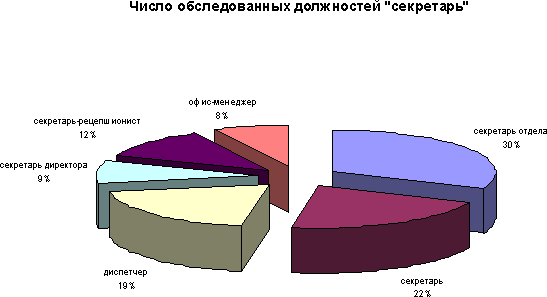 Число обследованных должностей "секретарь"
офис-менеджер
8%
секретарь-рецепшионист
12%
секретарь отдела
30%
секретарь директора
9%
диспетчер
19%
секретарь
22%